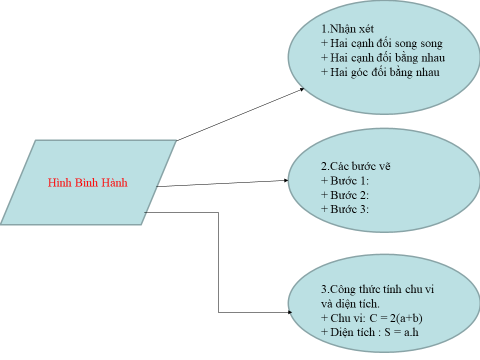 1.Nhận xét
+ Hai cạnh đối song song
+ Hai cạnh đối bằng nhau
+ Hai góc đối bằng nhau
Hình Bình Hành
2.Các bước vẽ
+ Bước 1:
+ Bước 2:
+ Bước 3:
3.Công thức tính chu vi
và diện tích.
+ Chu vi: C = 2(a+b)
+ Diện tích : S = a.h